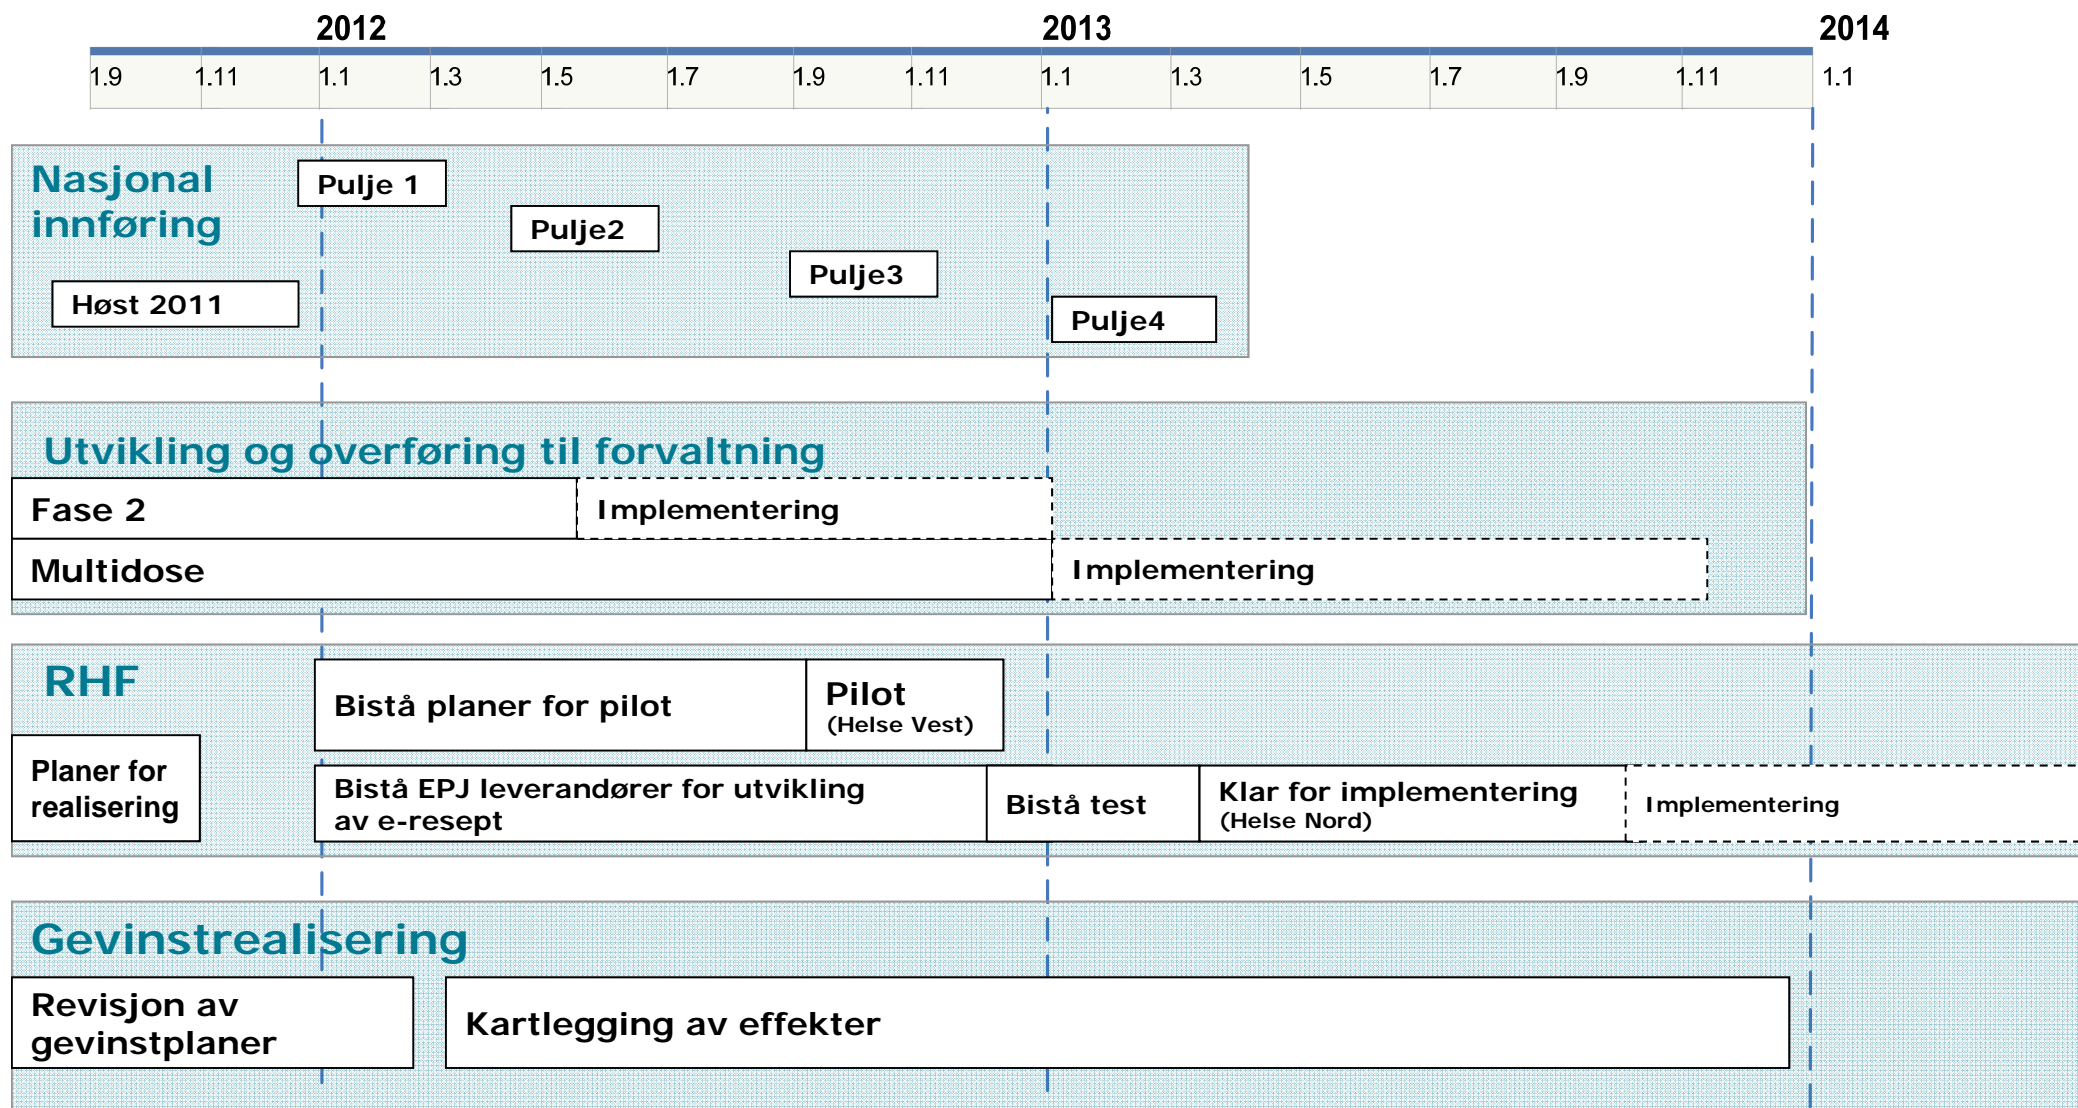 2012
2013
2014
1.9
1.11
1.1
1.3
1.5
1.7
1.9
1.11
1.1
1.3
1.5
1.7
1.9
1.11
1.1
Nasjonal
innføring
Pulje 1
Pulje2
Pulje3
Høst 2011
Pulje4
Utvikling og overføring til forvaltning
Fase 2
Implementering
Multidose
Implementering
RHF
Bistå planer for pilot
Pilot
(Helse Vest)
Planer for
realisering
Bistå EPJ leverandører for utvikling
av e-resept
Bistå test
Klar for implementering
(Helse Nord)
Implementering
Gevinstrealisering
Revisjon av
gevinstplaner
Kartlegging av effekter